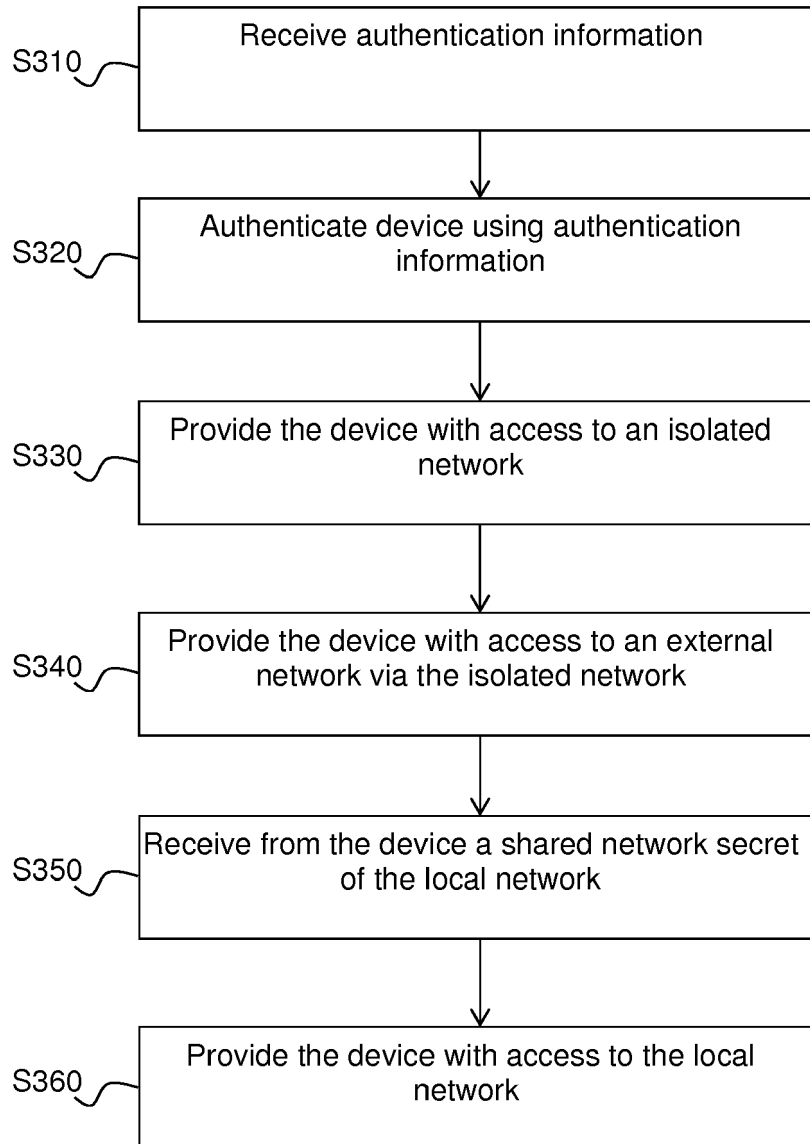 Receive authentication information
S310
Authenticate device using authentication
information
S320
Provide the device with access to an isolated
network
S330
Provide the device with access to an external
network via the isolated network
S340
Receive from the device a shared network secret
of the local network
S350
Provide the device with access to the local
network
S360